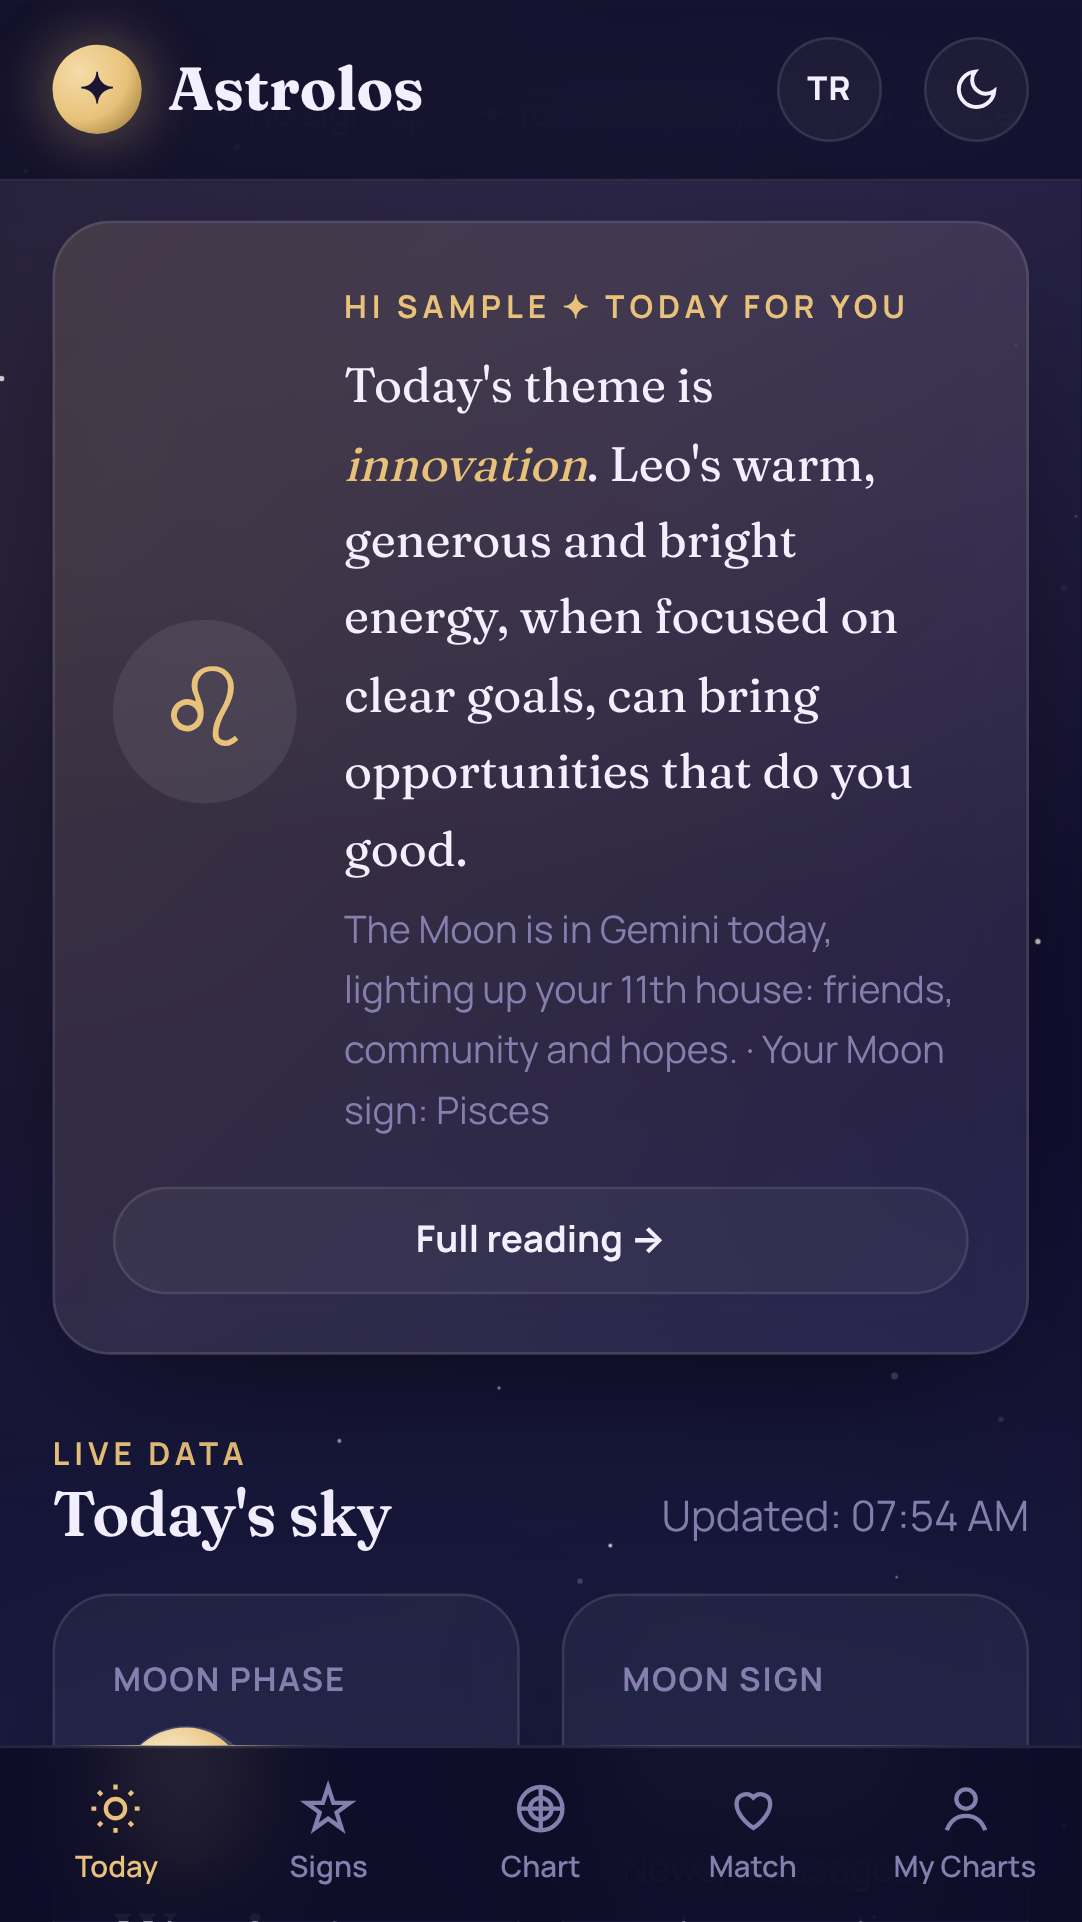 Astrolos
TR
HI SAMPLE ✦ TODAY FOR YOU
Today's theme is
innovation. Leo's warm,
generous and bright
energy, when focused on
clear goals, can bring
opportunities that do you
good.
The Moon is in Gemini today,
lighting up your 11th house: friends,
community and hopes. · Your Moon
sign: Pisces
Full reading →
LIVE DATA
Today's sky
Updated: 07:54 AM
MOON PHASE
MOON SIGN
Today
Signs
Chart
Match
My Charts